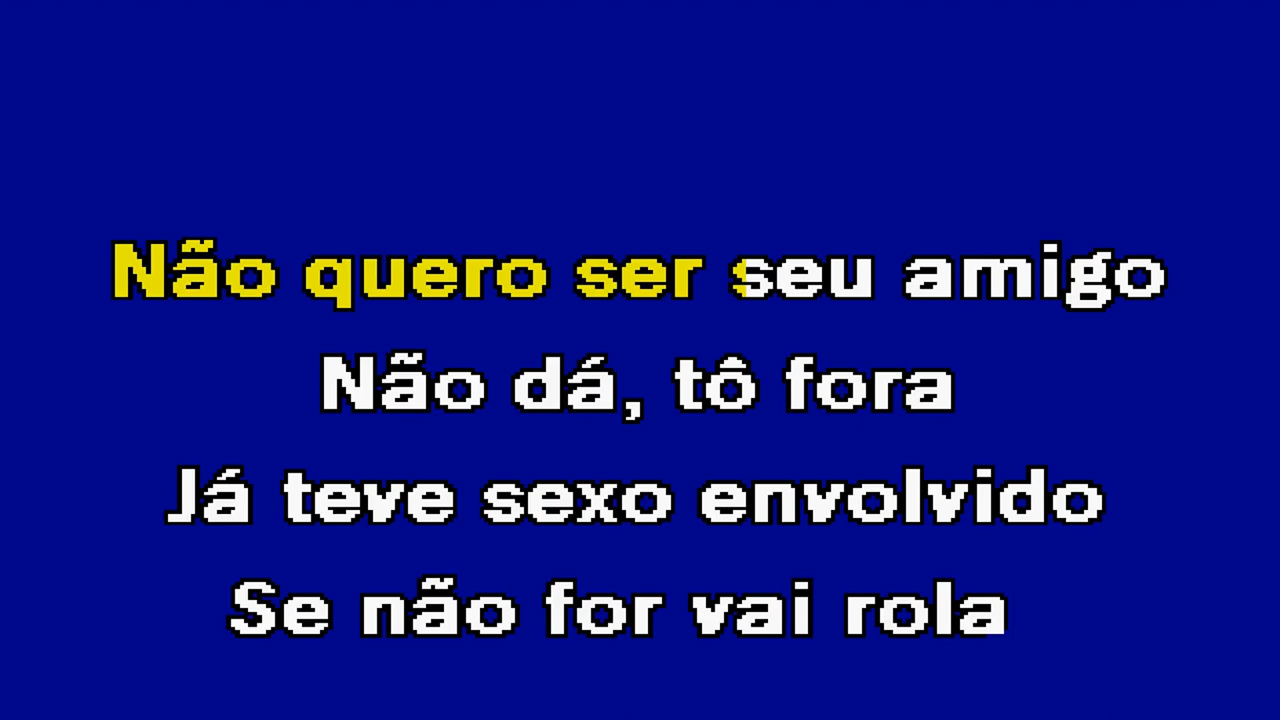 Não quero ser seu amigo
Não dá, tô fora
Já teve sexo envolvido
Se não for vai rola